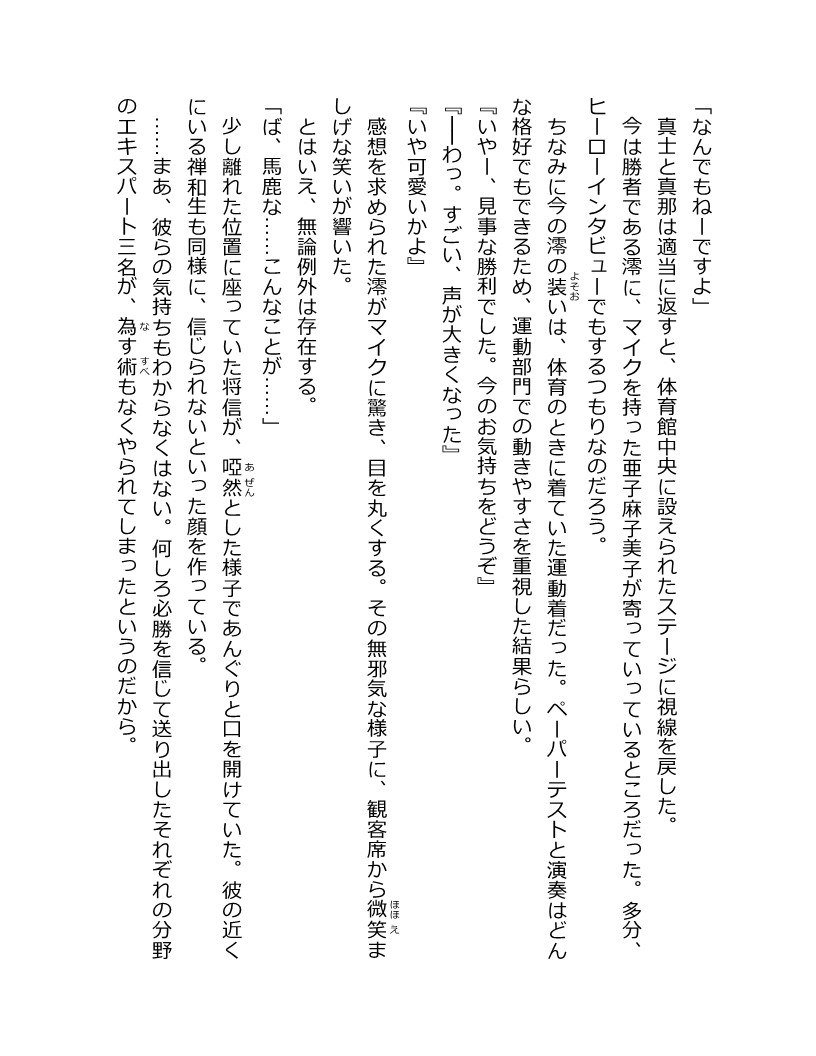 「なんでもねーですよ」
　真士と真那は適当に返すと、体育館中央に設えられたステージに視線を戻した。
　今は勝者である澪に、マイクを持った亜子麻子美子が寄っていっているところだった。多分、
ヒーローインタビューでもするつもりなのだろう。
　ちなみに今の澪の装いは、体育のときに着ていた運動着だった。ペーパーテストと演奏はどん
な格好でもできるため、運動部門での動きやすさを重視した結果らしい。
『いやー、見事な勝利でした。今のお気持ちをどうぞ』
『──わっ。すごい、声が大きくなった』
『いや可愛いかよ』
　感想を求められた澪がマイクに驚き、目を丸くする。その無邪気な様子に、観客席から微笑ま
しげな笑いが響いた。
　とはいえ、無論例外は存在する。
「ば、馬鹿な……こんなことが……」
　少し離れた位置に座っていた将信が、啞然とした様子であんぐりと口を開けていた。彼の近く
にいる禅和生も同様に、信じられないといった顔を作っている。
　……まあ、彼らの気持ちもわからなくはない。何しろ必勝を信じて送り出したそれぞれの分野
のエキスパート三名が、為す術もなくやられてしまったというのだから。